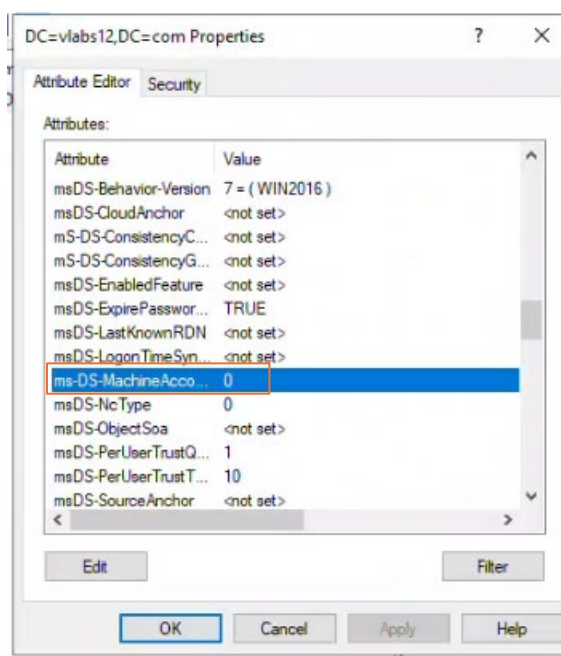 DC=vlabs12,DC=com Properties ? ×
Attribute Editor Security
Attributes:
Attribute Value
msDS-Behavior-Version 7 = ( WIN2016 )
msDS-CloudAnchor <not set>
mS-DS-ConsistencyC... <not set>
mS-DS-ConsistencyG... <not set>
msDS-EnabledFeature <not set>
msDS-ExpirePasswor... TRUE
msDS-LastKnownRDN <not set>
msDS-LogonTimeSyn... <not set>
ms-DS-MachineAcco... 0
msDS-NcType 0
msDS-ObjectSoa <not set>
msDS-PerUserTrustQ... 1
msDS-PerUserTrustT... 10
msDS-SourceAnchor <not set>
Edit Filter
OK Cancel Apply Help